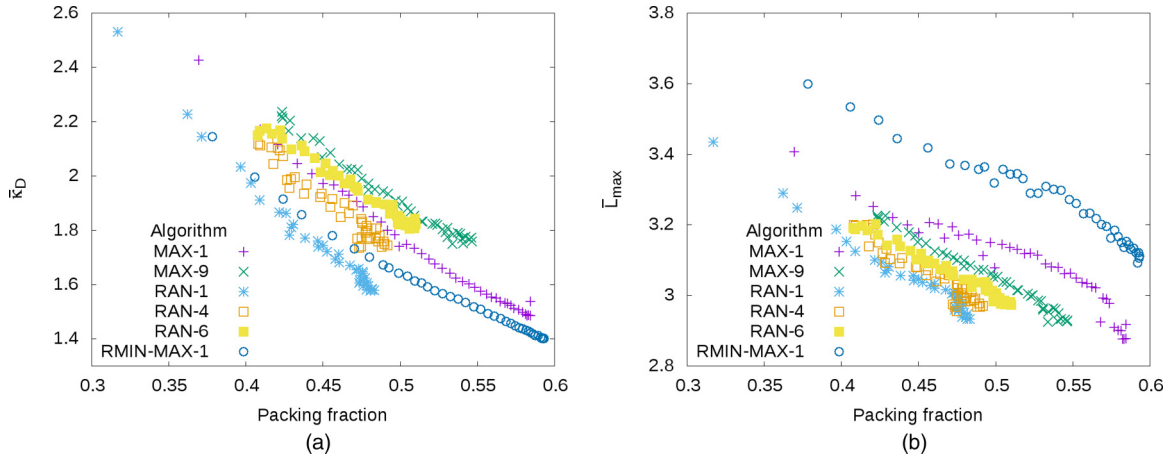 2.6
2.4
2.2
2
1.8
1.6
1.4
κ̄_D
Algorithm
MAX-1
MAX-9
RAN-1
RAN-4
RAN-6
RMIN-MAX-1
0.3
0.35
0.4
0.45
0.5
0.55
0.6
Packing fraction
(a)
3.8
3.6
3.4
3.2
3
2.8
L̄_max
Algorithm
MAX-1
MAX-9
RAN-1
RAN-4
RAN-6
RMIN-MAX-1
0.3
0.35
0.4
0.45
0.5
0.55
0.6
Packing fraction
(b)